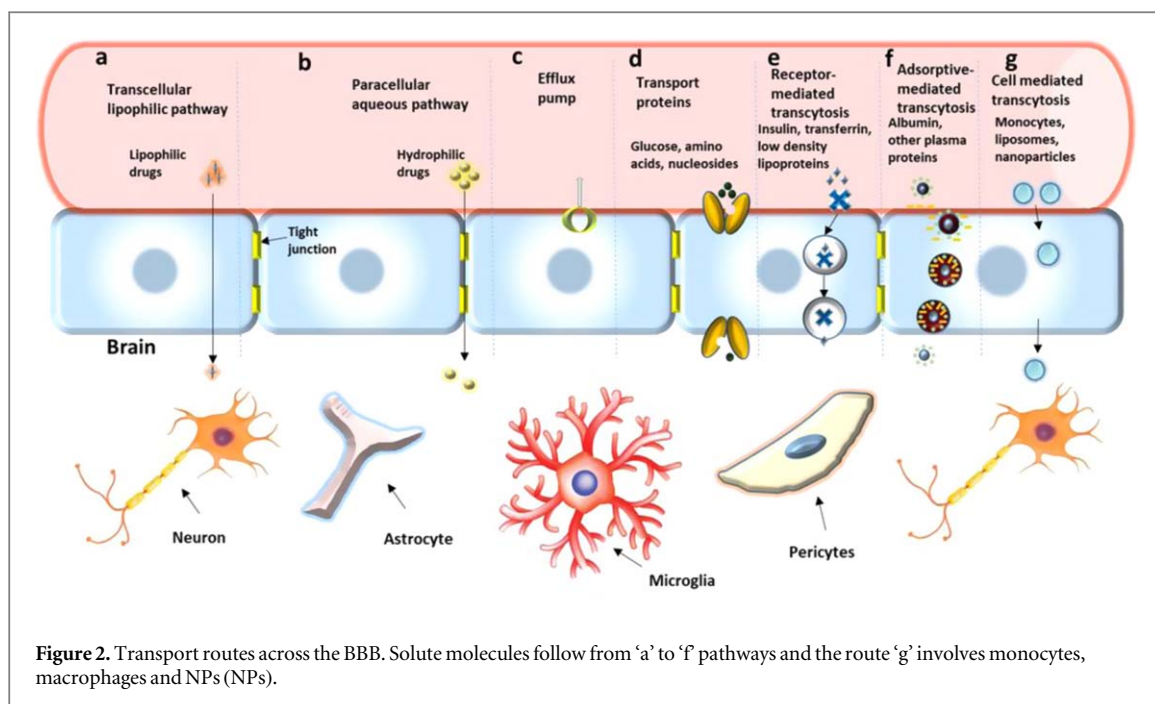 a
Transcellular
lipophilic pathway
Lipophilic
drugs
b
Paracellular
aqueous pathway
Hydrophilic
drugs
c
Efflux
pump
d
Transport
proteins
Glucose, amino
acids, nucleosides
e
Receptor-
mediated
transcytosis
Insulin, transferrin,
low density
lipoproteins
f
Adsorptive-
mediated
transcytosis
Albumin,
other plasma
proteins
g
Cell mediated
transcytosis
Monocytes,
liposomes,
nanoparticles
Tight
junction
Brain
Neuron
Astrocyte
Microglia
Pericytes
Figure 2. Transport routes across the BBB. Solute molecules follow from ‘a’ to ‘f’ pathways and the route ‘g’ involves monocytes,
macrophages and NPs (NPs).